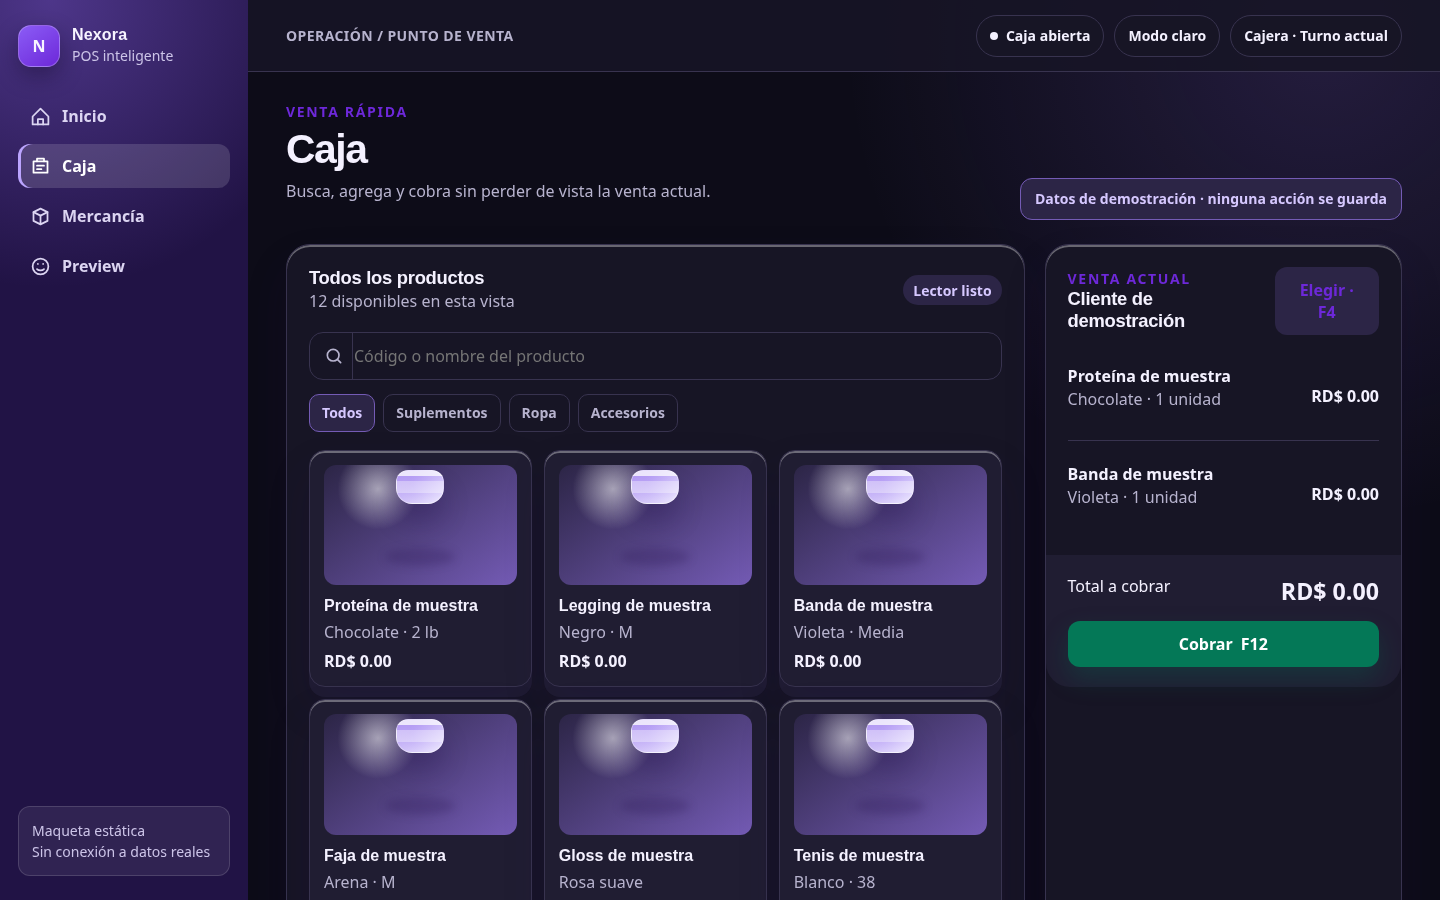 N
Nexora
POS inteligente
Inicio
Caja
Mercancía
Preview
Maqueta estática
Sin conexión a datos reales
OPERACIÓN / PUNTO DE VENTA
Caja abierta
Modo claro
Cajera · Turno actual
VENTA RÁPIDA
Caja
Busca, agrega y cobra sin perder de vista la venta actual.
Datos de demostración · ninguna acción se guarda
Todos los productos
12 disponibles en esta vista
Lector listo
Código o nombre del producto
Todos
Suplementos
Ropa
Accesorios
Proteína de muestra
Chocolate · 2 lb
RD$ 0.00
Legging de muestra
Negro · M
RD$ 0.00
Banda de muestra
Violeta · Media
RD$ 0.00
Faja de muestra
Arena · M
Gloss de muestra
Rosa suave
Tenis de muestra
Blanco · 38
VENTA ACTUAL
Cliente de
demostración
Elegir ·
F4
Proteína de muestra
Chocolate · 1 unidad
RD$ 0.00
Banda de muestra
Violeta · 1 unidad
RD$ 0.00
Total a cobrar
RD$ 0.00
Cobrar F12